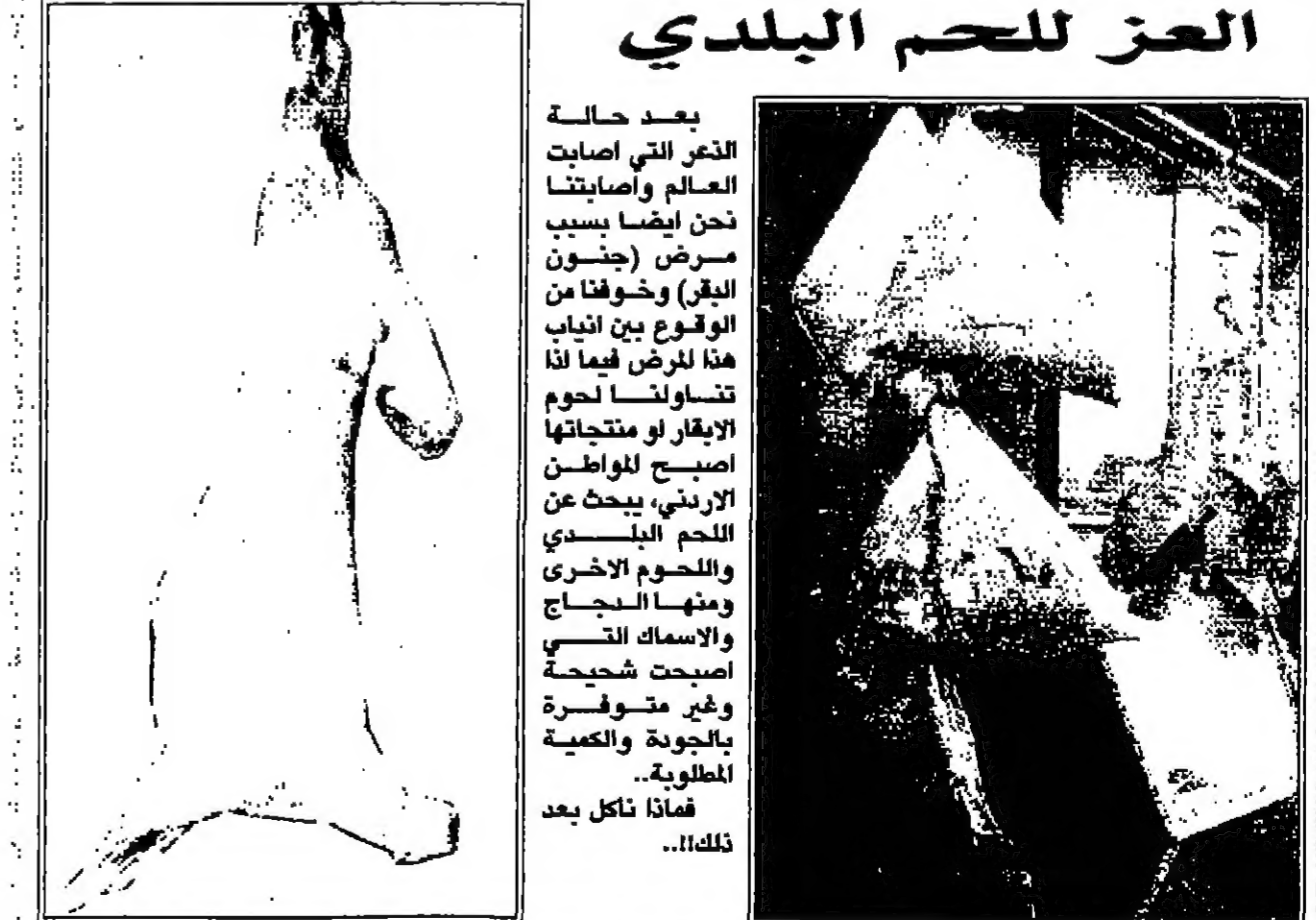 العز للحم البلدي
بعد حالة
الذعر التي اصابت
العالم واصابتنا
نحن ايضا بسبب
مرض (جنون
البقر) وخوفنا من
الوقوع بين انياب
هذا المرض فيما اذا
تناولنا لحوم
الابقار او منتجاتها
اصبح المواطن
الاردني، يبحث عن
اللحم البلدي
واللحوم الاخرى
ومنها الدجاج
والاسماك التي
اصبحت شحيحة
وغير متوفرة
بالجودة والكمية
المطلوبة..
فماذا نأكل بعد
ذلك!!..